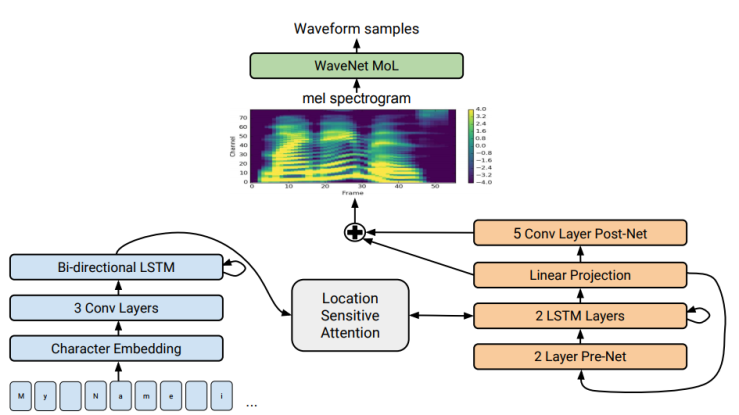 Waveform samples
WaveNet MoL
mel spectrogram
70
60
50
40
30
20
10
0
Channel
0 10 20 30 40 50
Frame
4.0
3.2
2.4
1.6
0.8
0.0
−0.8
−1.6
−2.4
−3.2
−4.0
5 Conv Layer Post-Net
Linear Projection
2 LSTM Layers
2 Layer Pre-Net
Location
Sensitive
Attention
Bi-directional LSTM
3 Conv Layers
Character Embedding
M y N a m e i ...